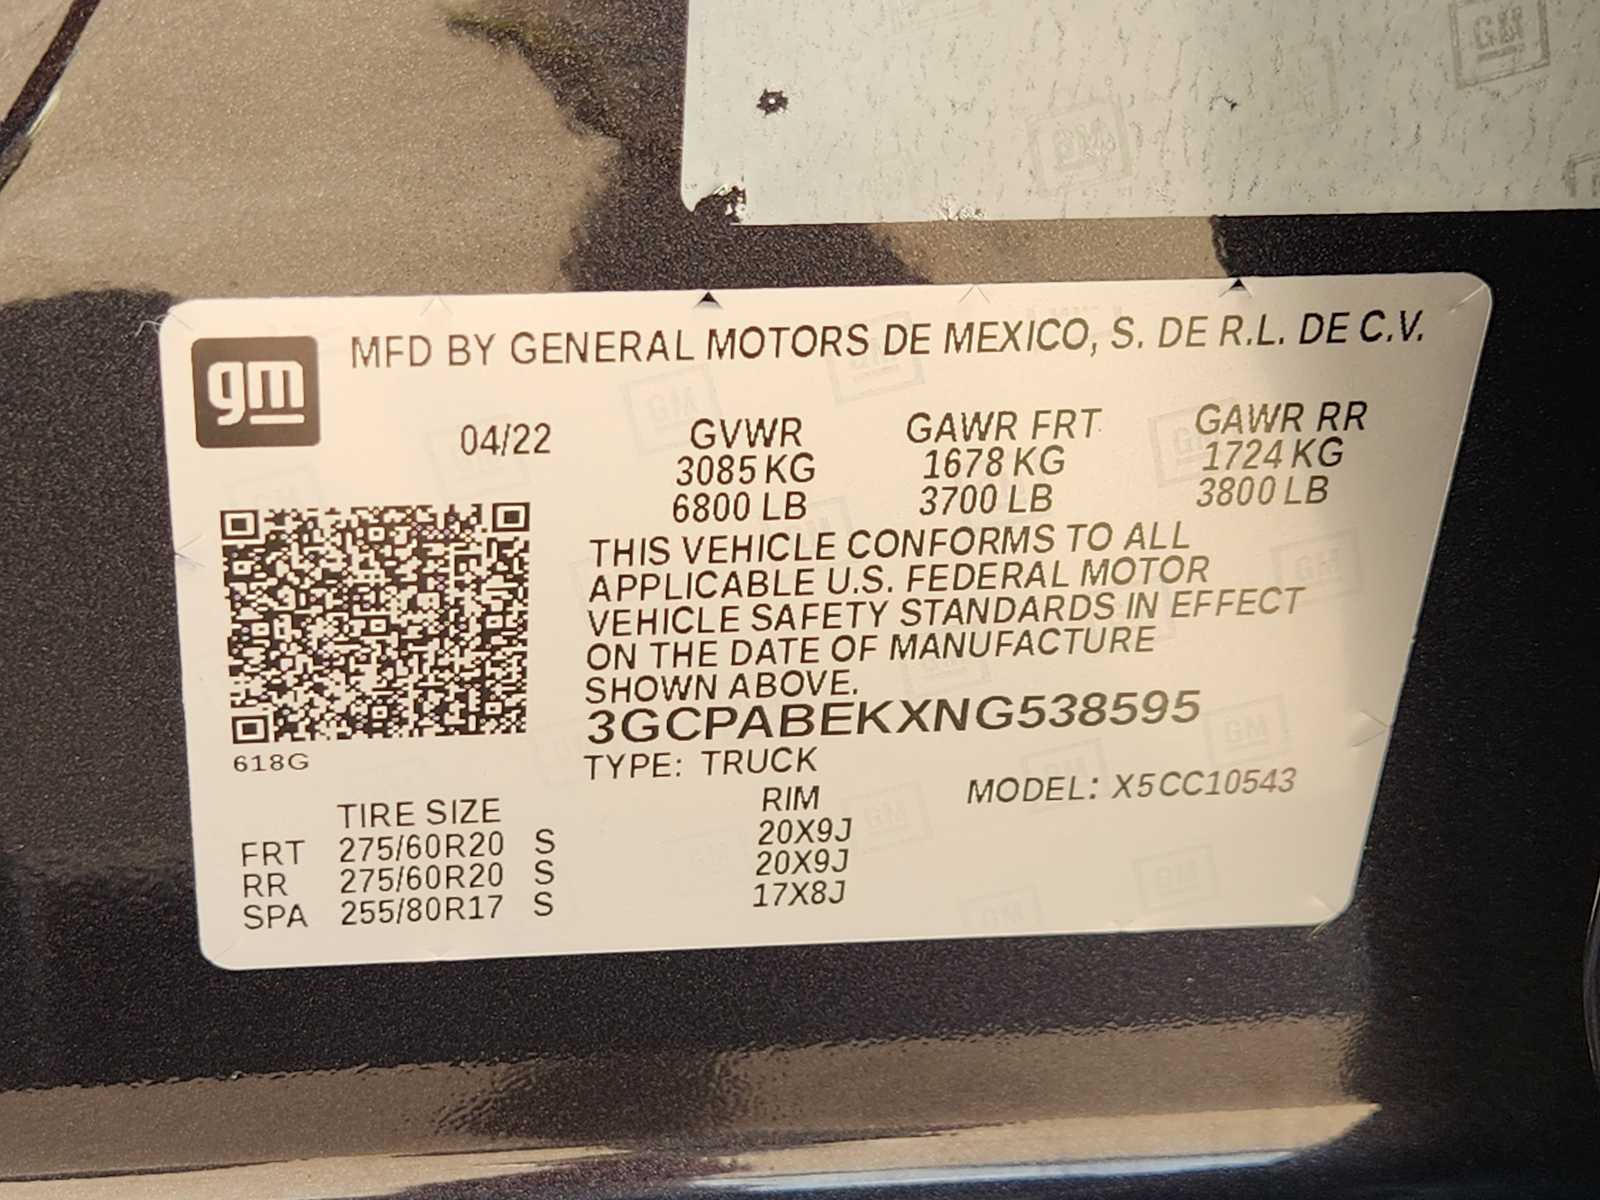 gm
MFD BY GENERAL MOTORS DE MEXICO, S. DE R.L. DE C.V.
04/22 GVWR GAWR FRT GAWR RR
3085 KG 1678 KG 1724 KG
6800 LB 3700 LB 3800 LB
THIS VEHICLE CONFORMS TO ALL
APPLICABLE U.S. FEDERAL MOTOR
VEHICLE SAFETY STANDARDS IN EFFECT
ON THE DATE OF MANUFACTURE
SHOWN ABOVE.
3GCPABEKXNG538595
618G
TYPE: TRUCK
MODEL: X5CC10543
TIRE SIZE RIM
FRT 275/60R20 S 20X9J
RR 275/60R20 S 20X9J
SPA 255/80R17 S 17X8J